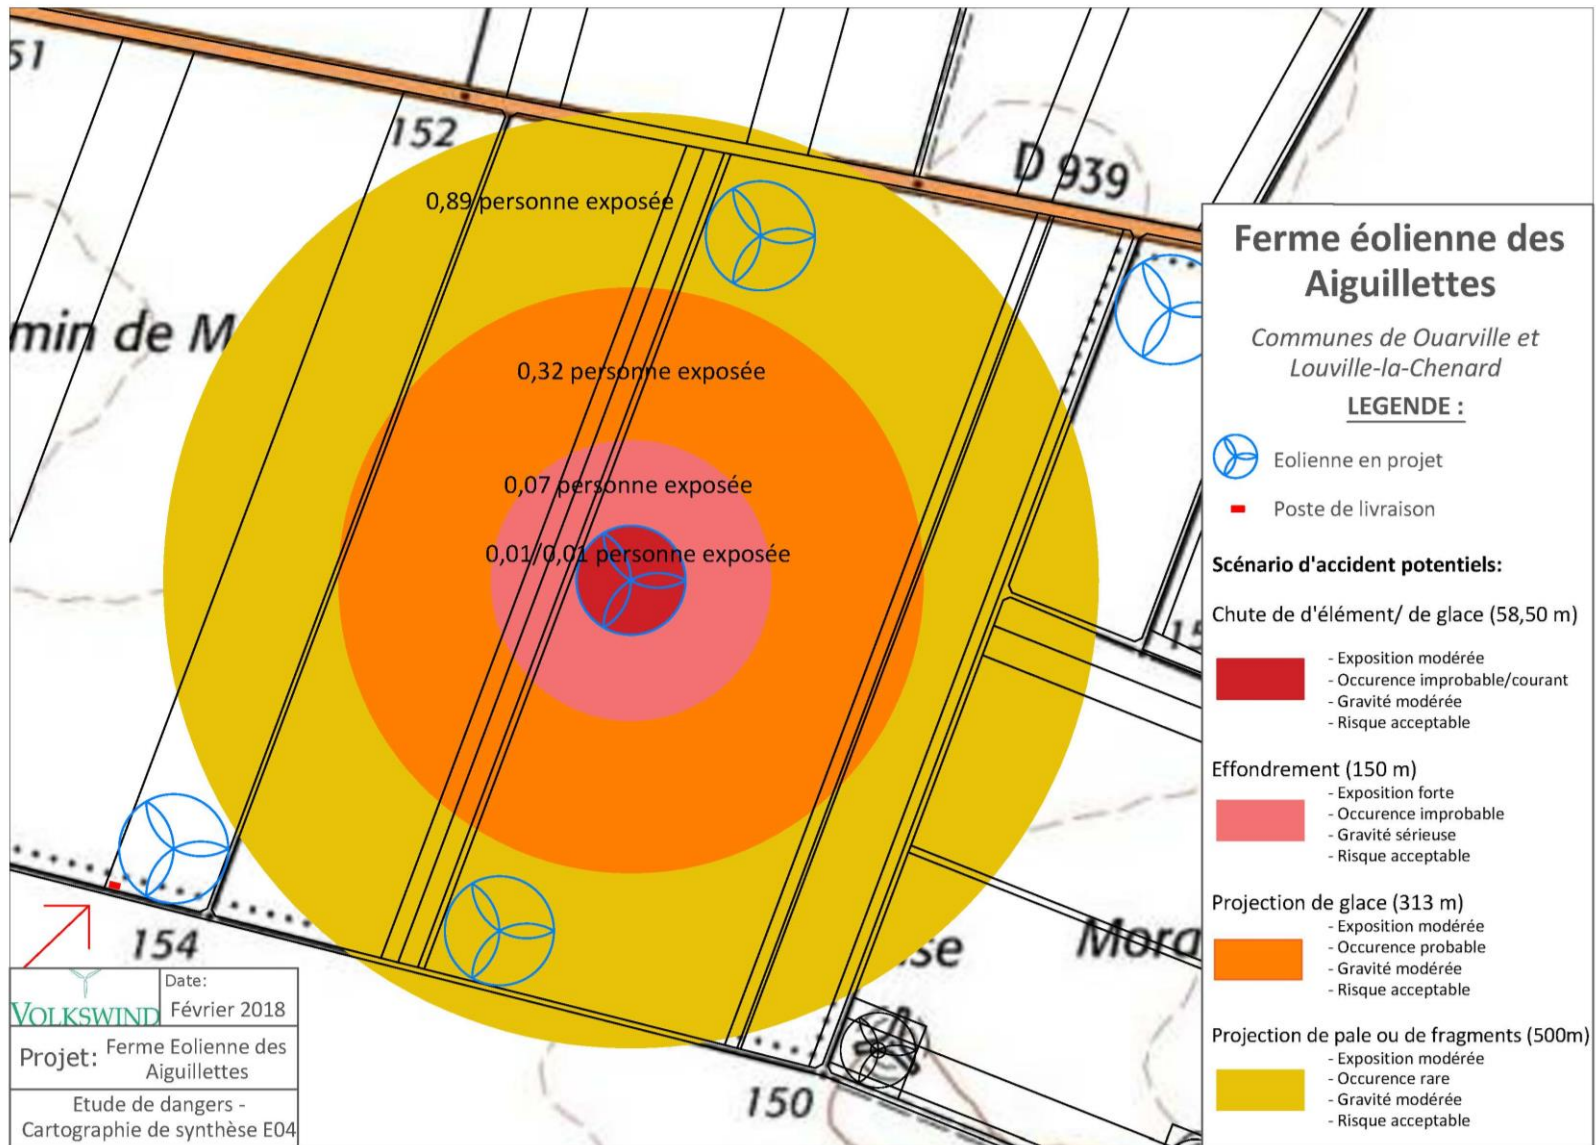 51
152
D 939
0,89 personne exposée
min de M
0,32 personne exposée
0,07 personne exposée
0,01/0,01 personne exposée
154
150
Mora
Ferme éolienne des
Aiguillettes
Communes de Ouarville et
Louville-la-Chenard
LEGENDE :
Eolienne en projet
Poste de livraison
Scénario d'accident potentiels:
Chute de d'élément/ de glace (58,50 m)
- Exposition modérée
- Occurence improbable/courant
- Gravité modérée
- Risque acceptable
Effondrement (150 m)
- Exposition forte
- Occurence improbable
- Gravité sérieuse
- Risque acceptable
Projection de glace (313 m)
- Exposition modérée
- Occurence probable
- Gravité modérée
- Risque acceptable
Projection de pale ou de fragments (500m)
- Exposition modérée
- Occurence rare
- Gravité modérée
- Risque acceptable
VOLKSWIND
Date:
Février 2018
Projet: Ferme Eolienne des
Aiguillettes
Etude de dangers -
Cartographie de synthèse E04